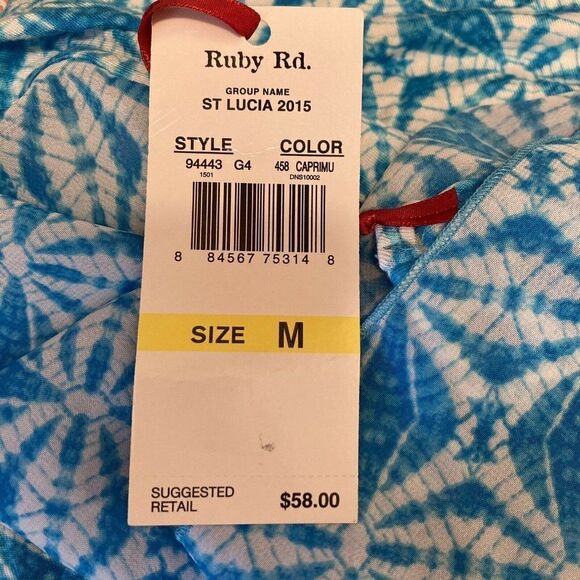 Ruby Rd.
GROUP NAME
ST LUCIA 2015
STYLE COLOR
94443 G4 458 CAPRIMU
1501 DNS10002
8 84567 75314 8
SIZE M
SUGGESTED
RETAIL $58.00